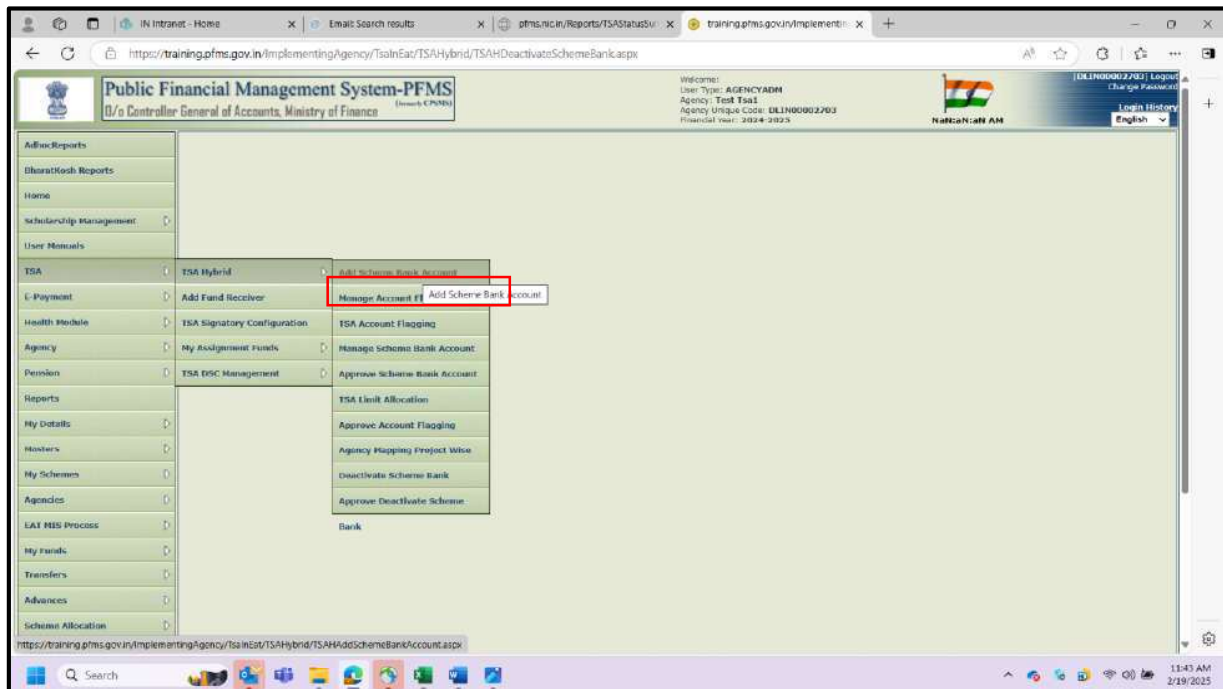 IN Intranet - Home
Email: Search results
pfms.nic.in/Reports/TSAStatusSu
training.pfms.gov.in/Implementin
https://training.pfms.gov.in/ImplementingAgency/TsaInEat/TSAHybrid/TSAHDeactivateSchemeBank.aspx
Public Financial Management System-PFMS
(formerly CPSMS)
O/o Controller General of Accounts, Ministry of Finance
Welcome:
User Type: AGENCYADM
Agency: Test Tsa1
Agency Unique Code: DLIN00002703
Financial Year: 2024-2025
NaN:aN:aN AM
[DLIN00002703] Logout
Change Password
Login History
English
AdhocReports
BharatKosh Reports
Home
Scholarship Management
User Manuals
TSA
E-Payment
Health Module
Agency
Pension
Reports
My Details
Masters
My Schemes
Agencies
EAT MIS Process
My Funds
Transfers
Advances
Scheme Allocation
TSA Hybrid
Add Fund Receiver
TSA Signatory Configuration
My Assignment Funds
TSA DSC Management
Add Scheme Bank Account
Manage Account Fl
Add Scheme Bank Account
TSA Account Flagging
Manage Scheme Bank Account
Approve Scheme Bank Account
TSA Limit Allocation
Approve Account Flagging
Agency Mapping Project Wise
Deactivate Scheme Bank
Approve Deactivate Scheme
Bank
https://training.pfms.gov.in/ImplementingAgency/TsaInEat/TSAHybrid/TSAHAddSchemeBankAccount.aspx
Search
11:43 AM
2/19/2025